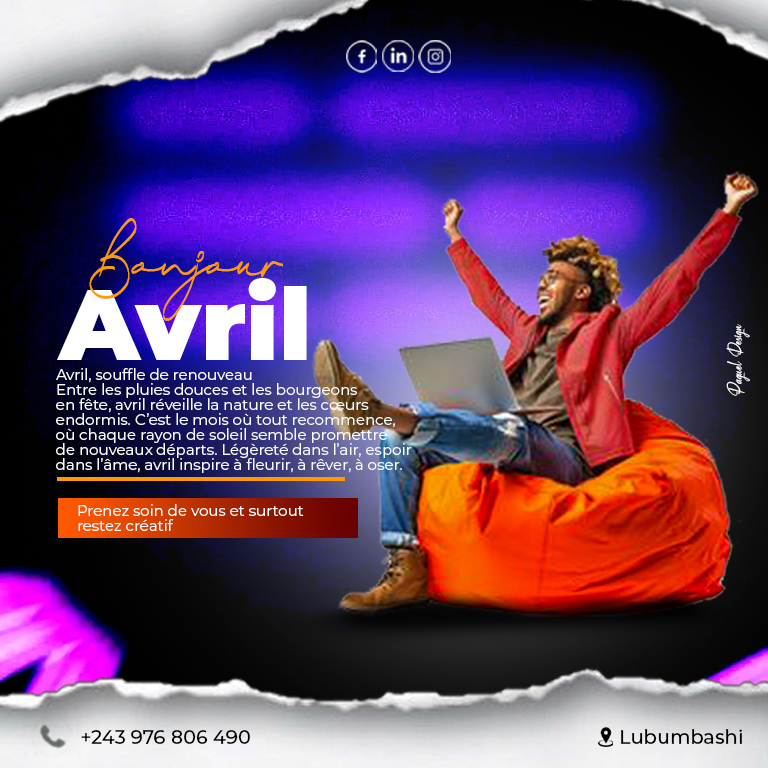 f in
Bonjour
Avril
Avril, souffle de renouveau
Entre les pluies douces et les bourgeons
en fête, avril réveille la nature et les cœurs
endormis. C'est le mois où tout recommence,
où chaque rayon de soleil semble promettre
de nouveaux départs. Légèreté dans l'air, espoir
dans l'âme, avril inspire à fleurir, à rêver, à oser.
Prenez soin de vous et surtout
restez créatif
Paquel Design
+243 976 806 490
Lubumbashi